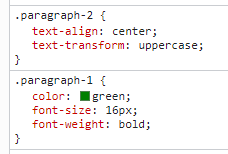 .paragraph-2 {
text-align: center;
text-transform: uppercase;
}
.paragraph-1 {
color: green;
font-size: 16px;
font-weight: bold;
}